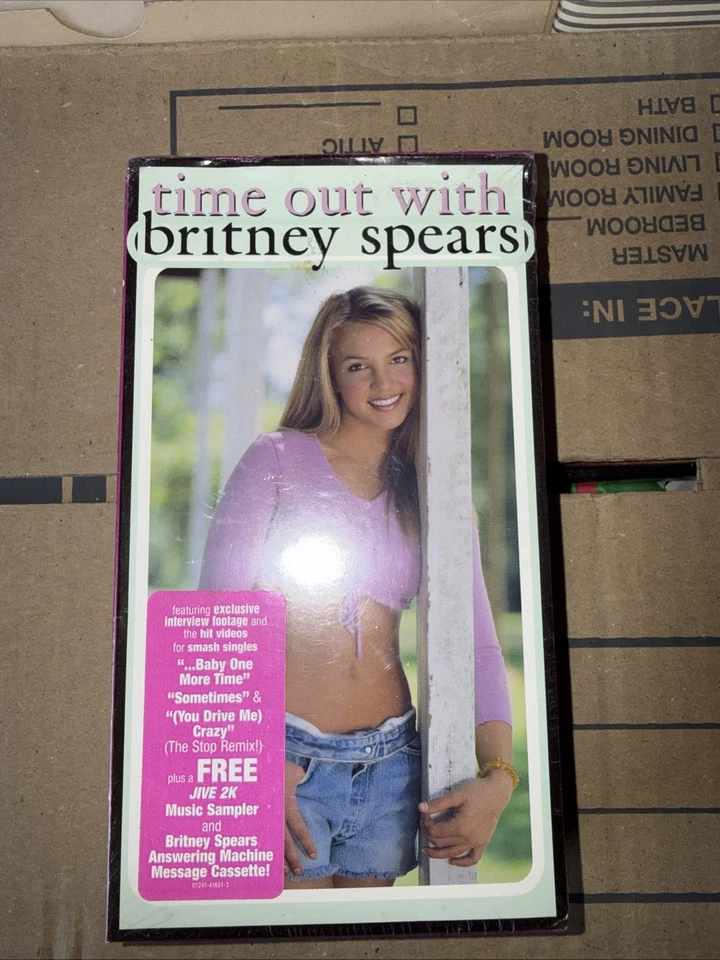 BATH
DINING ROOM
LIVING ROOM
FAMILY ROOM
BEDROOM
MASTER
LACE IN:
ATTIC
time out with
britney spears
featuring exclusive
interview footage and
the hit videos
for smash singles
"...Baby One
More Time"
"Sometimes" &
"(You Drive Me)
Crazy"
(The Stop Remix!)
plus a FREE
JIVE 2K
Music Sampler
and
Britney Spears
Answering Machine
Message Cassette!
01241-41651-3